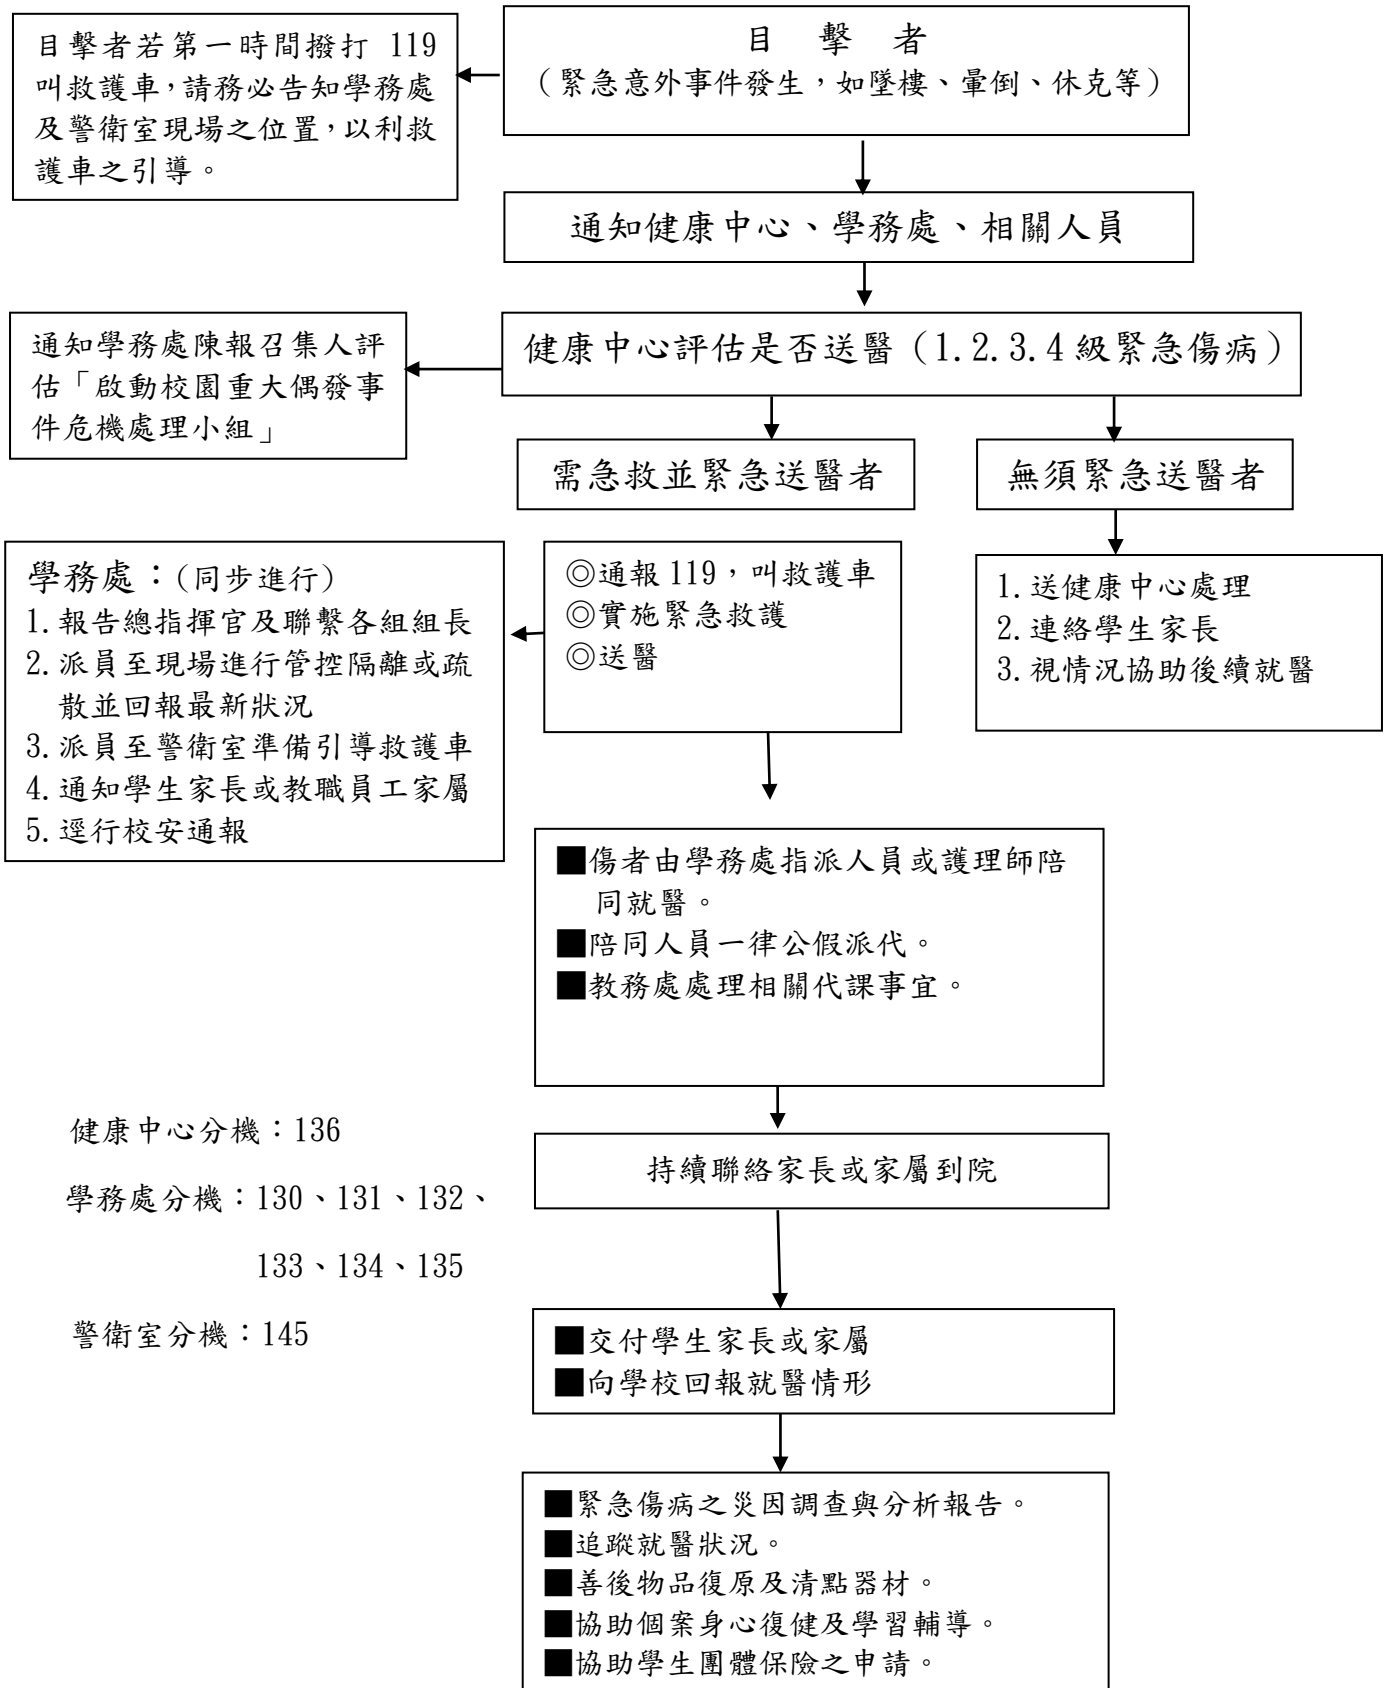 目擊者若第一時間撥打 119
叫救護車，請務必告知學務處
及警衛室現場之位置，以利救
護車之引導。
目 擊 者
（緊急意外事件發生，如墜樓、暈倒、休克等）
通知健康中心、學務處、相關人員
通知學務處陳報召集人評
估「啟動校園重大偶發事
件危機處理小組」
健康中心評估是否送醫（1.2.3.4 級緊急傷病）
需急救並緊急送醫者
無須緊急送醫者
學務處：(同步進行)
1. 報告總指揮官及聯繫各組組長
2. 派員至現場進行管控隔離或疏
散並回報最新狀況
3. 派員至警衛室準備引導救護車
4. 通知學生家長或教職員工家屬
5. 逕行校安通報
◎通報 119，叫救護車
◎實施緊急救護
◎送醫
1. 送健康中心處理
2. 連絡學生家長
3. 視情況協助後續就醫
■傷者由學務處指派人員或護理師陪
同就醫。
■陪同人員一律公假派代。
■教務處處理相關代課事宜。
健康中心分機：136
學務處分機：130、131、132、
133、134、135
警衛室分機：145
持續聯絡家長或家屬到院
■交付學生家長或家屬
■向學校回報就醫情形
■緊急傷病之災因調查與分析報告。
■追蹤就醫狀況。
■善後物品復原及清點器材。
■協助個案身心復健及學習輔導。
■協助學生團體保險之申請。